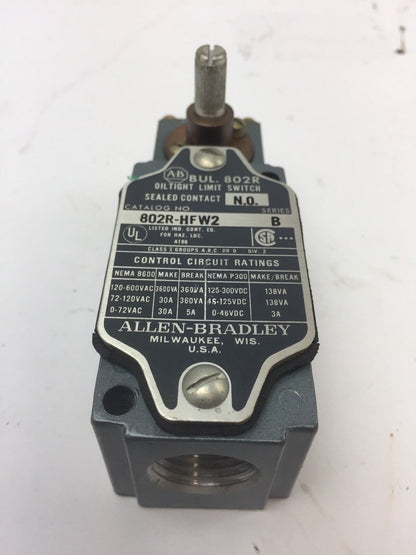 AB BUL. 802R
OILTIGHT LIMIT SWITCH
SEALED CONTACT N.O.
CATALOG NO. SERIES
802R-HFW2 B
UL LISTED IND. CONT. EQ.
FOR HAZ. LOC.
A196
SA
CLASS I GROUPS A,B,C OR D DIV. 2
CONTROL CIRCUIT RATINGS
NEMA B600 MAKE BREAK NEMA P300 MAKE/BREAK
120-600VAC 3600VA 360VA 125-300VDC 138VA
72-120VAC 30A 360VA 46-125VDC 138VA
0-72VAC 30A 5A 0-46VDC 3A
ALLEN-BRADLEY
MILWAUKEE, WIS.
U.S.A.